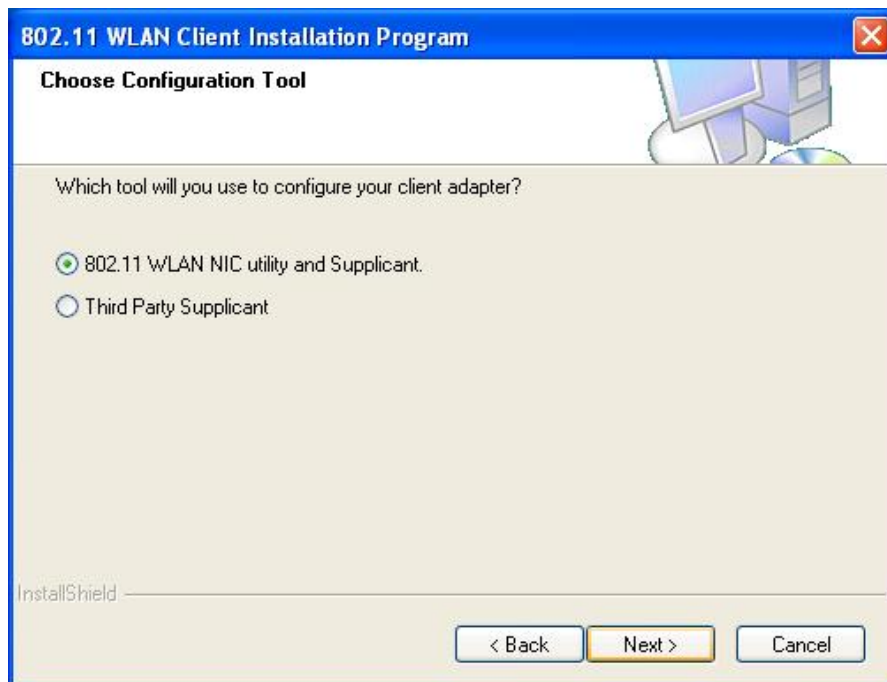 802.11 WLAN Client Installation Program
Choose Configuration Tool
Which tool will you use to configure your client adapter?
802.11 WLAN NIC utility and Supplicant.
Third Party Supplicant
InstallShield
< Back Next > Cancel